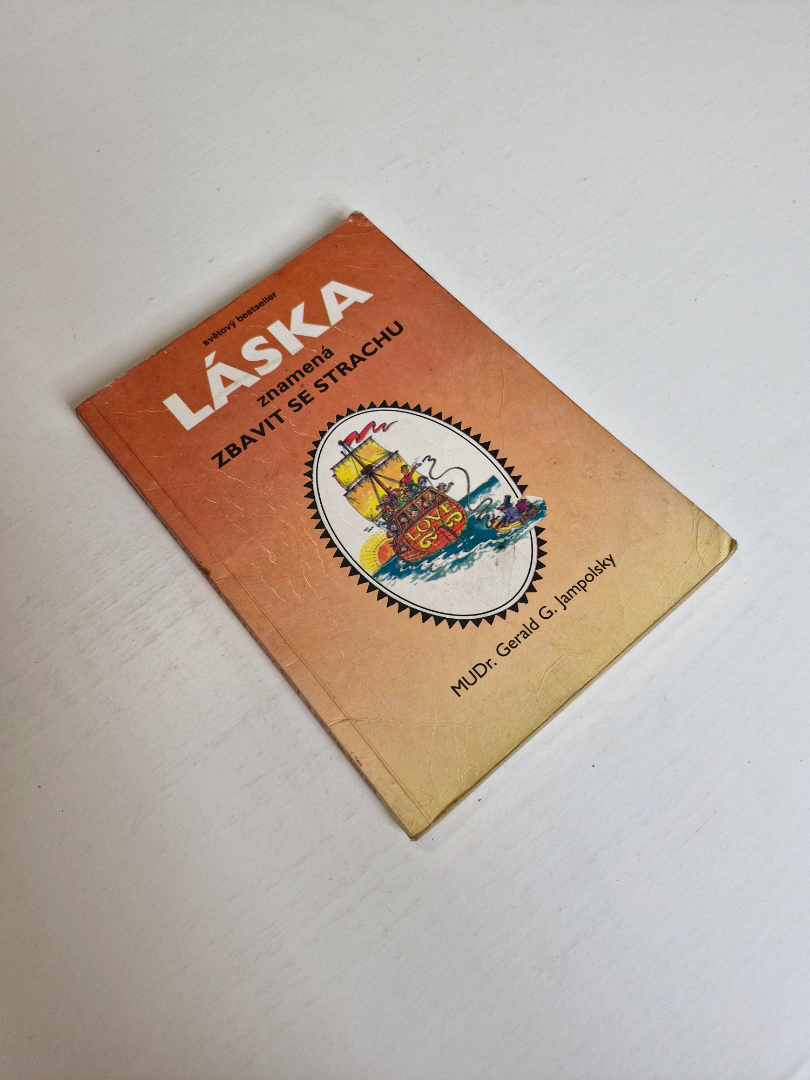 světový bestseller
LÁSKA
znamená
ZBAVIT SE STRACHU
LOVE
MUDr. Gerald G. Jampolsky